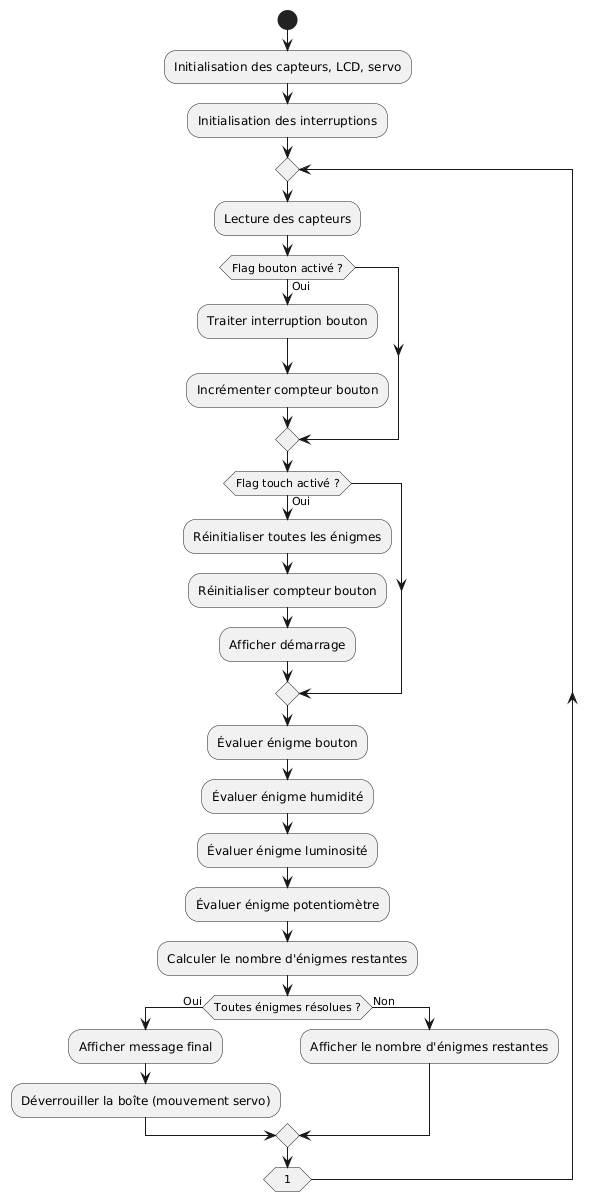 Initialisation des capteurs, LCD, servo
Initialisation des interruptions
Lecture des capteurs
Flag bouton activé ?
Oui
Traiter interruption bouton
Incrémenter compteur bouton
Flag touch activé ?
Oui
Réinitialiser toutes les énigmes
Réinitialiser compteur bouton
Afficher démarrage
Évaluer énigme bouton
Évaluer énigme humidité
Évaluer énigme luminosité
Évaluer énigme potentiomètre
Calculer le nombre d'énigmes restantes
Oui
Toutes énigmes résolues ?
Non
Afficher message final
Afficher le nombre d'énigmes restantes
Déverrouiller la boîte (mouvement servo)
1